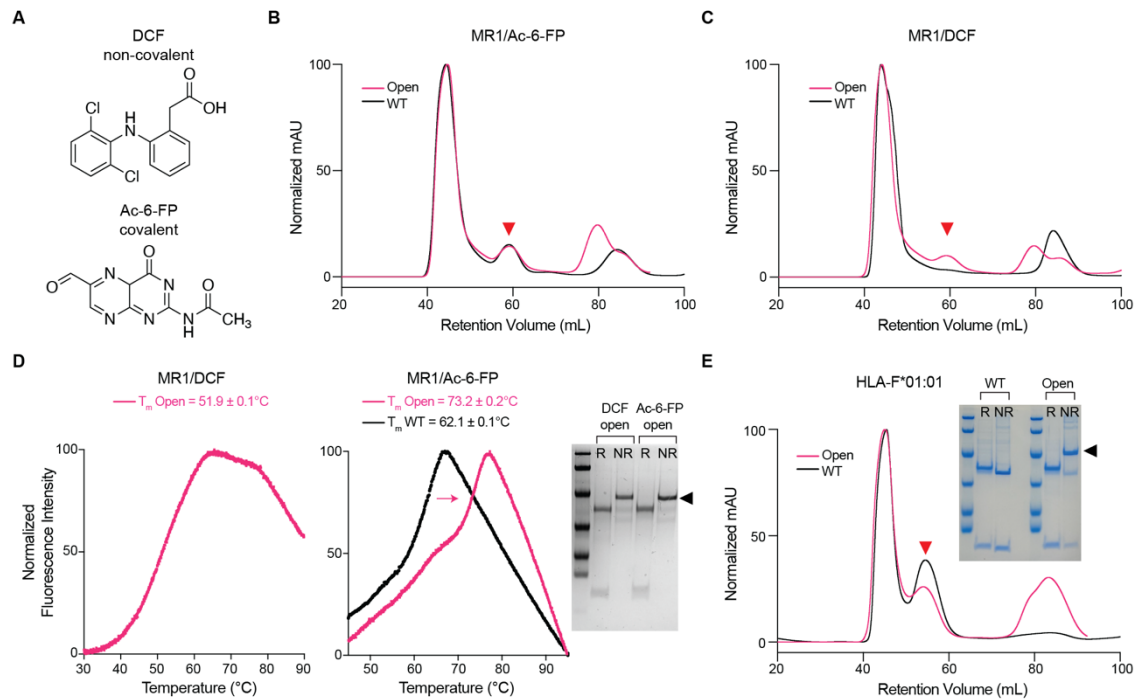 A
DCF
non-covalent
Cl
H
N
O
OH
Cl
Ac-6-FP
covalent
O
O
N
N
N
N
NH
O
CH3
B
MR1/Ac-6-FP
Open
WT
100
50
0
Normalized mAU
20 40 60 80 100
Retention Volume (mL)
C
MR1/DCF
Open
WT
100
50
0
Normalized mAU
20 40 60 80 100
Retention Volume (mL)
D
MR1/DCF
Tm Open = 51.9 ± 0.1°C
100
50
0
Normalized
Fluorescence Intensity
30 40 50 60 70 80 90
Temperature (°C)
MR1/Ac-6-FP
Tm Open = 73.2 ± 0.2°C
Tm WT = 62.1 ± 0.1°C
100
50
0
50 60 70 80 90
Temperature (°C)
DCF Ac-6-FP
open open
R NR R NR
E
HLA-F*01:01
Open
WT
100
50
0
Normalized mAU
20 40 60 80 100
Retention Volume (mL)
WT Open
R NR R NR